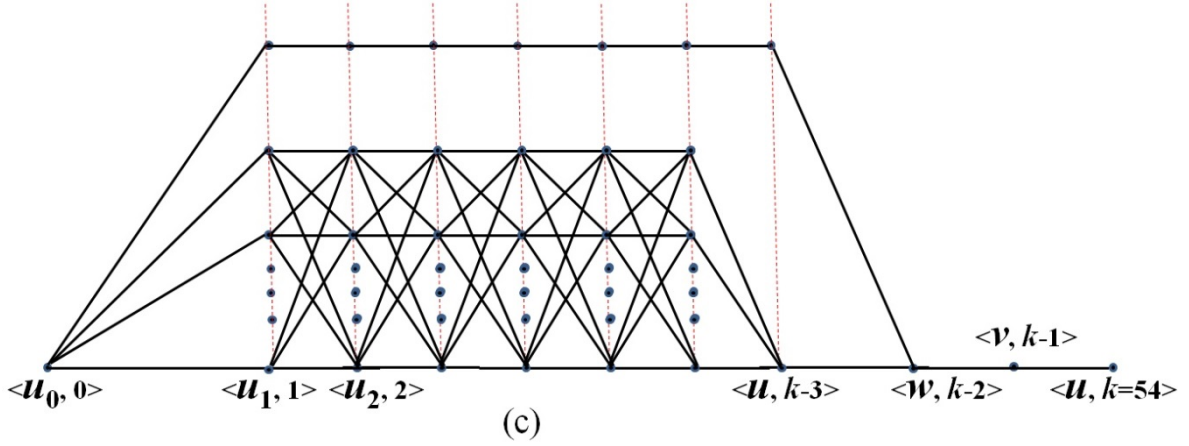 <v, k-1>
<u₀, 0> <u₁, 1> <u₂, 2> <u, k-3> <w, k-2> <u, k=54>
(c)